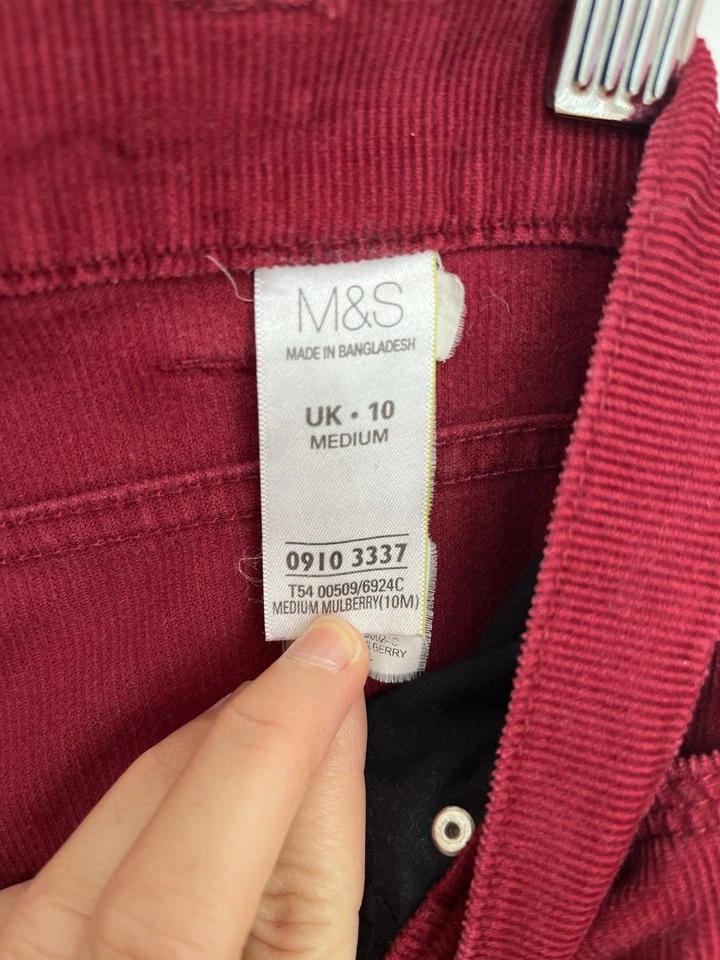 M&S
MADE IN BANGLADESH
UK • 10
MEDIUM
0910 3337
T54 00509/6924C
MEDIUM MULBERRY(10M)